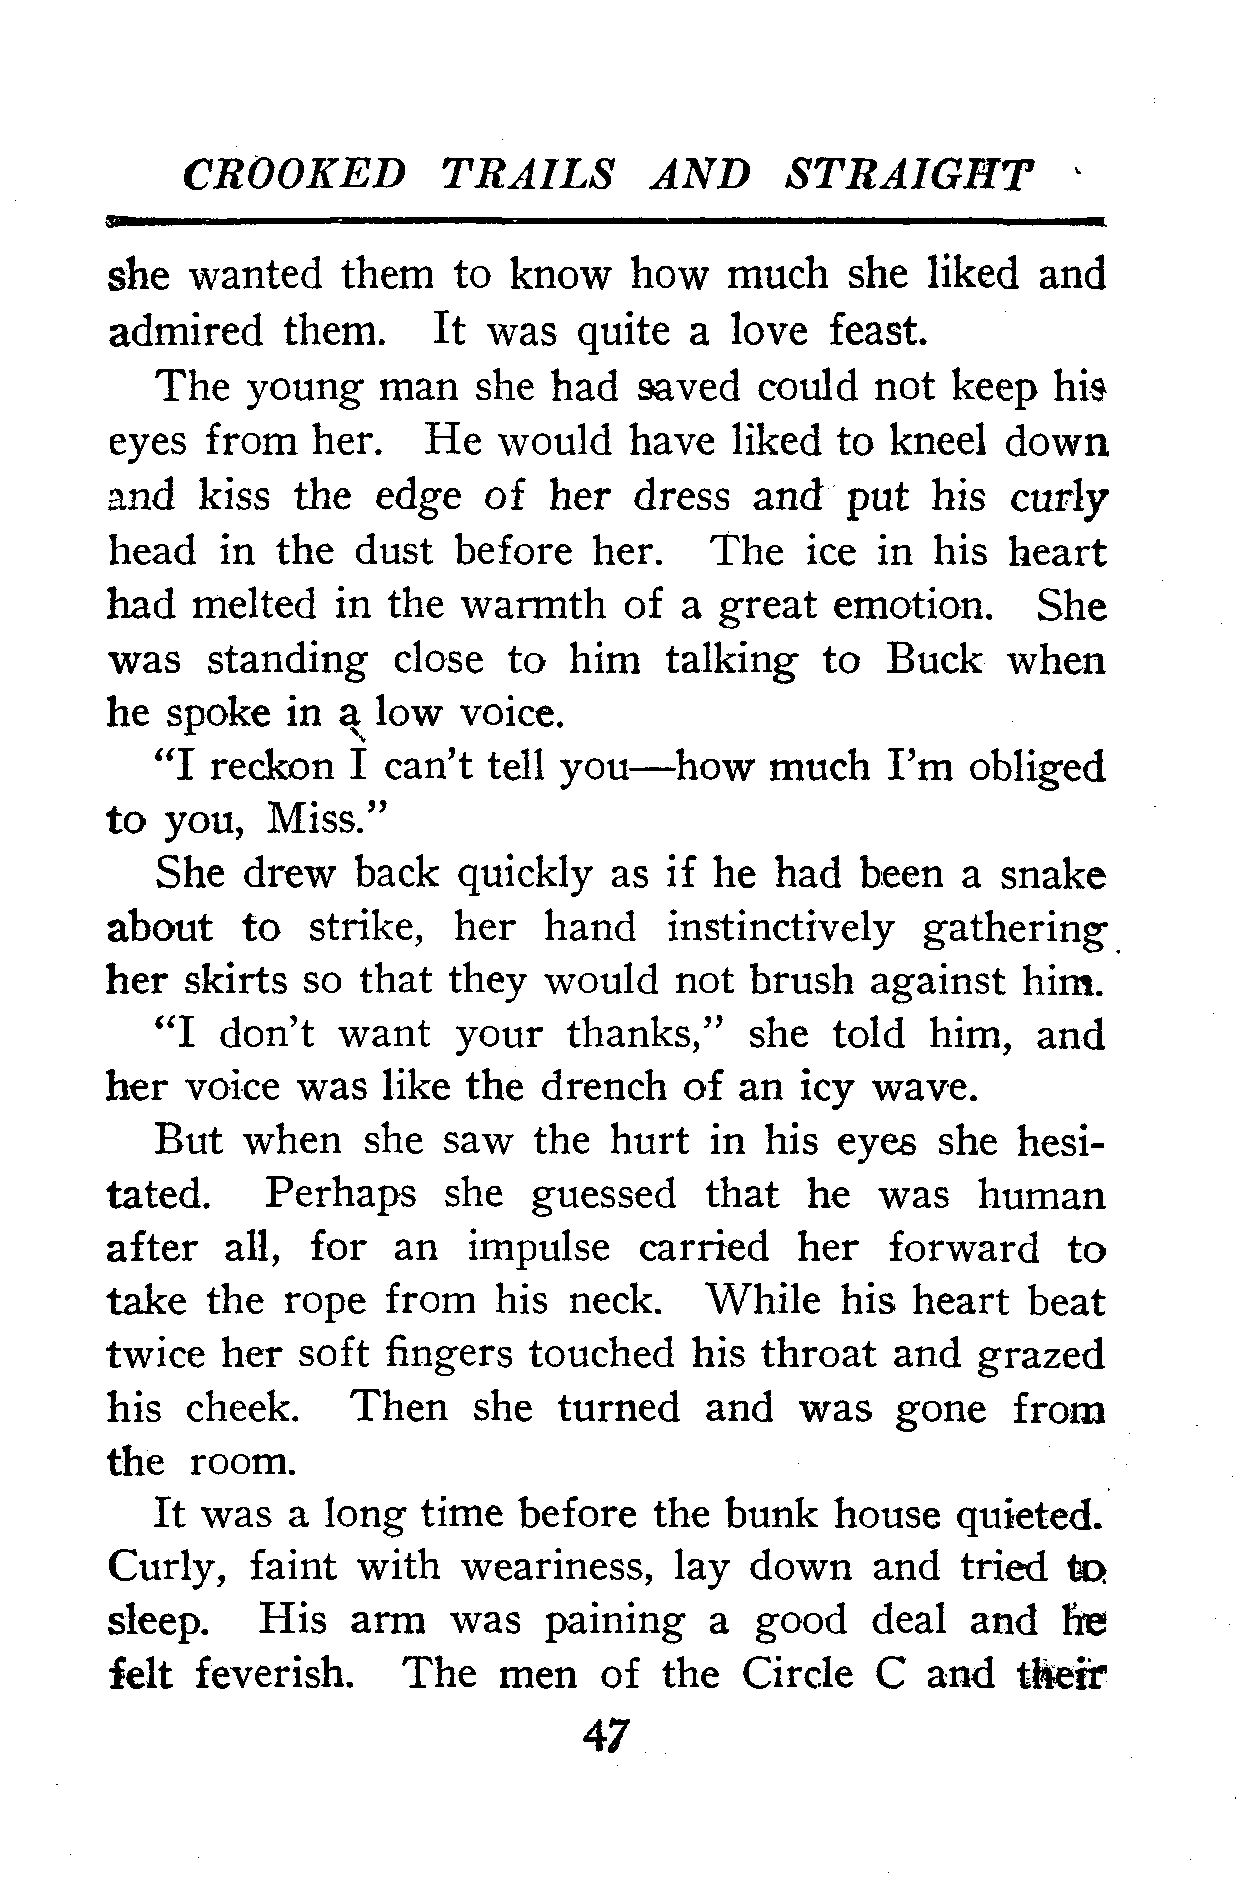 CROOKED TRAILS AND STRAIGHT
she wanted them to know how much she liked and
admired them. It was quite a love feast.
The young man she had saved could not keep his
eyes from her. He would have liked to kneel down
and kiss the edge of her dress and put his curly
head in the dust before her. The ice in his heart
had melted in the warmth of a great emotion. She
was standing close to him talking to Buck when
he spoke in a low voice.
"I reckon I can't tell you—how much I'm obliged
to you, Miss."
She drew back quickly as if he had been a snake
about to strike, her hand instinctively gathering
her skirts so that they would not brush against him.
"I don't want your thanks," she told him, and
her voice was like the drench of an icy wave.
But when she saw the hurt in his eyes she hesi-
tated. Perhaps she guessed that he was human
after all, for an impulse carried her forward to
take the rope from his neck. While his heart beat
twice her soft fingers touched his throat and grazed
his cheek. Then she turned and was gone from
the room.
It was a long time before the bunk house quieted.
Curly, faint with weariness, lay down and tried to
sleep. His arm was paining a good deal and he
felt feverish. The men of the Circle C and their
47